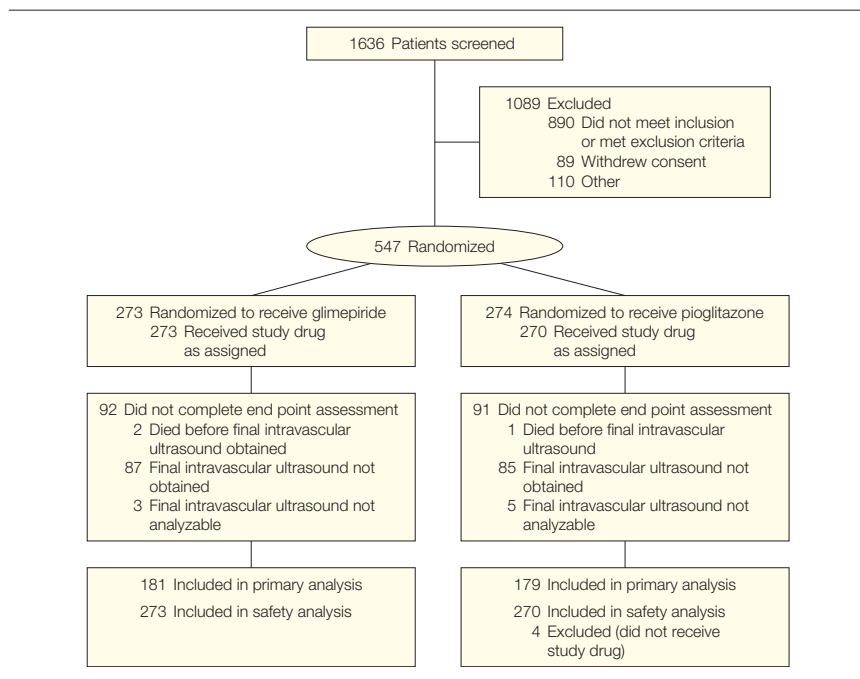 1636 Patients screened
1089 Excluded
890 Did not meet inclusion
or met exclusion criteria
89 Withdrew consent
110 Other
547 Randomized
273 Randomized to receive glimepiride
273 Received study drug
as assigned
274 Randomized to receive pioglitazone
270 Received study drug
as assigned
92 Did not complete end point assessment
2 Died before final intravascular
ultrasound obtained
87 Final intravascular ultrasound not
obtained
3 Final intravascular ultrasound not
analyzable
91 Did not complete end point assessment
1 Died before final intravascular
ultrasound
85 Final intravascular ultrasound not
obtained
5 Final intravascular ultrasound not
analyzable
181 Included in primary analysis
273 Included in safety analysis
179 Included in primary analysis
270 Included in safety analysis
4 Excluded (did not receive
study drug)